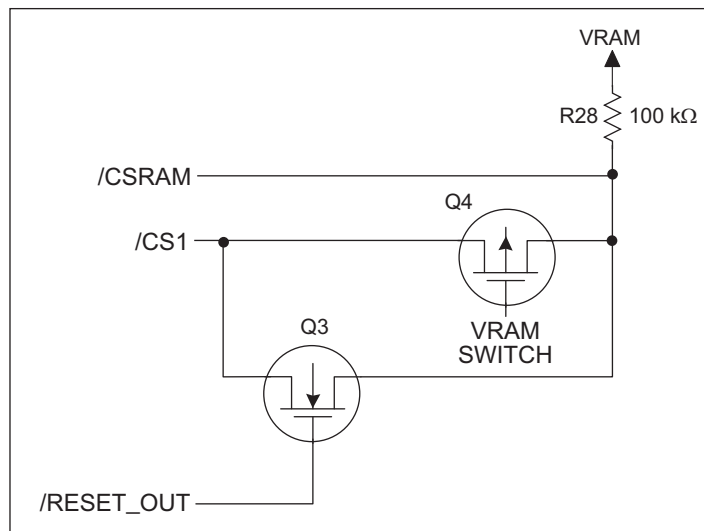 VRAM
R28 100 kΩ
/CSRAM
Q4
/CS1
VRAM
SWITCH
Q3
/RESET_OUT